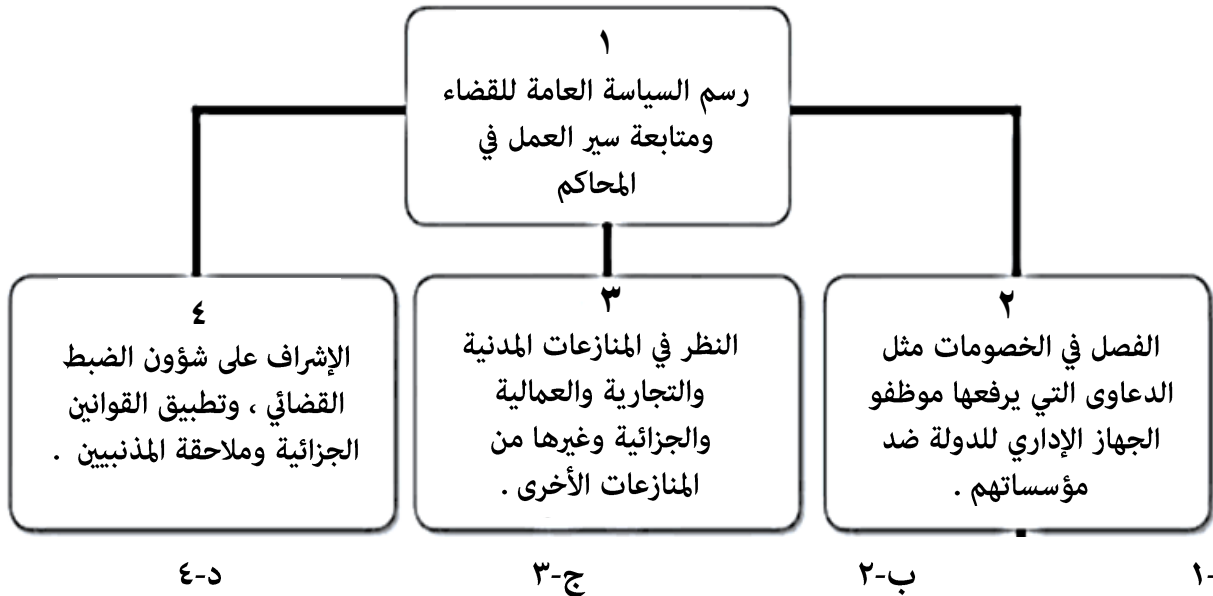 ١
رسم السياسة العامة للقضاء
ومتابعة سير العمل في
المحاكم
٢
الفصل في الخصومات مثل
الدعاوى التي يرفعها موظفو
الجهاز الإداري للدولة ضد
مؤسساتهم .
٣
النظر في المنازعات المدنية
والتجارية والعمالية
والجزائية وغيرها من
المنازعات الأخرى .
٤
الإشراف على شؤون الضبط
القضائي ، وتطبيق القوانين
الجزائية وملاحقة المذنبيين .
-١ ب-٢ ج-٣ د-٤